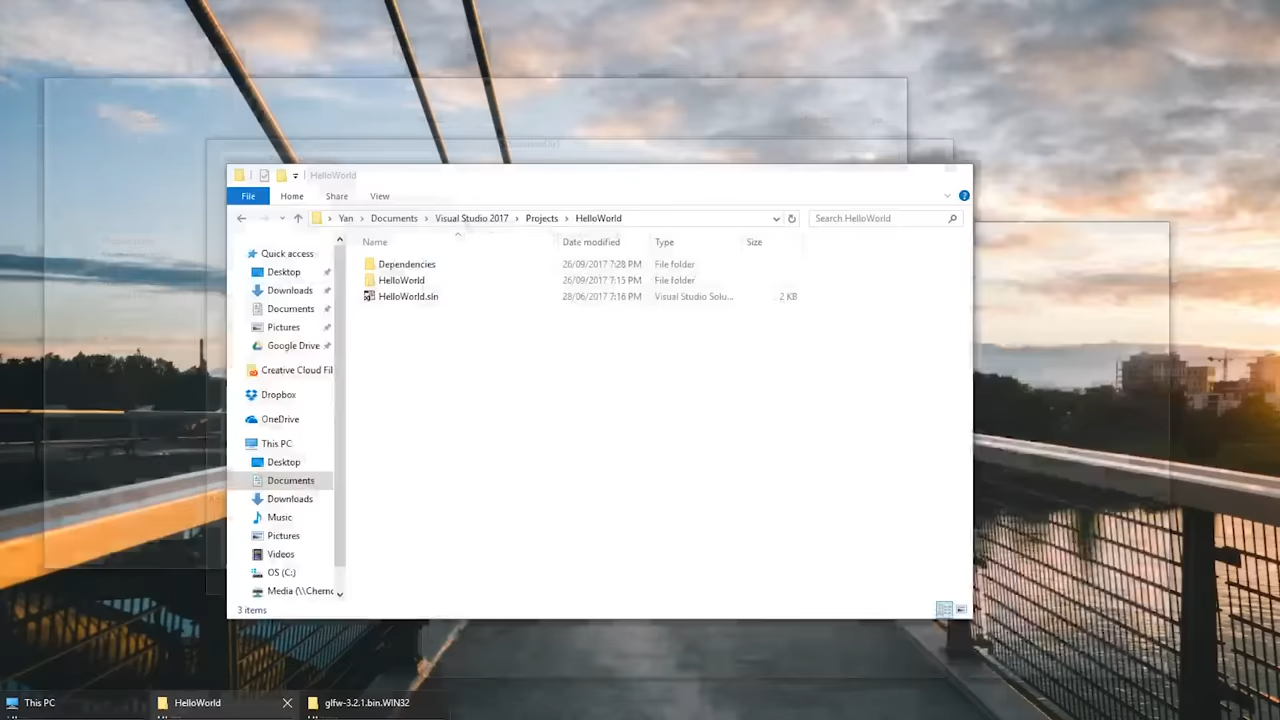 HelloWorld
File Home Share View
Yan Documents Visual Studio 2017 Projects HelloWorld
Search HelloWorld
Name Date modified Type Size
Dependencies 26/09/2017 7:28 PM File folder
HelloWorld 26/09/2017 7:15 PM File folder
HelloWorld.sln 28/06/2017 7:16 PM Visual Studio Solu... 2 KB
Quick access
Desktop
Downloads
Documents
Pictures
Google Drive
Creative Cloud Fil
Dropbox
OneDrive
This PC
Desktop
Documents
Downloads
Music
Pictures
Videos
OS (C:)
Media (\\Cherno
3 items
This PC HelloWorld glfw-3.2.1.bin.WIN32